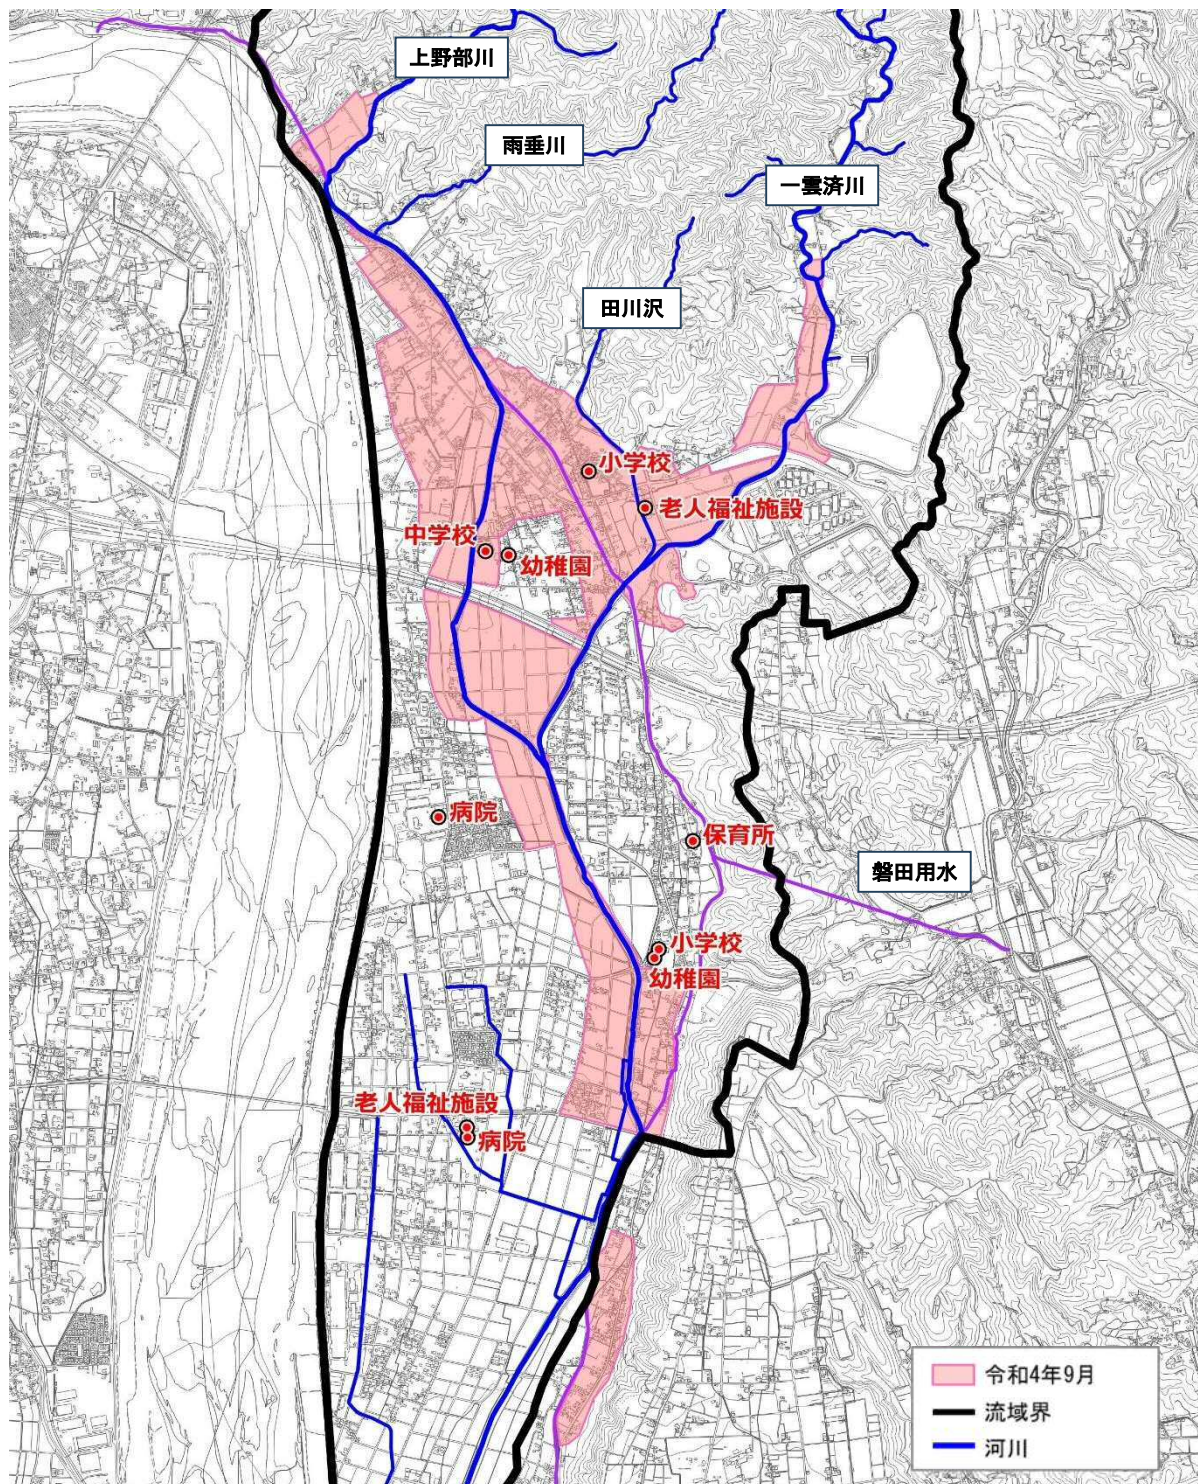 上野部川
雨垂川
一雲済川
田川沢
小学校
老人福祉施設
中学校
幼稚園
病院
保育所
磐田用水
小学校
幼稚園
老人福祉施設
病院
令和4年9月
流域界
河川